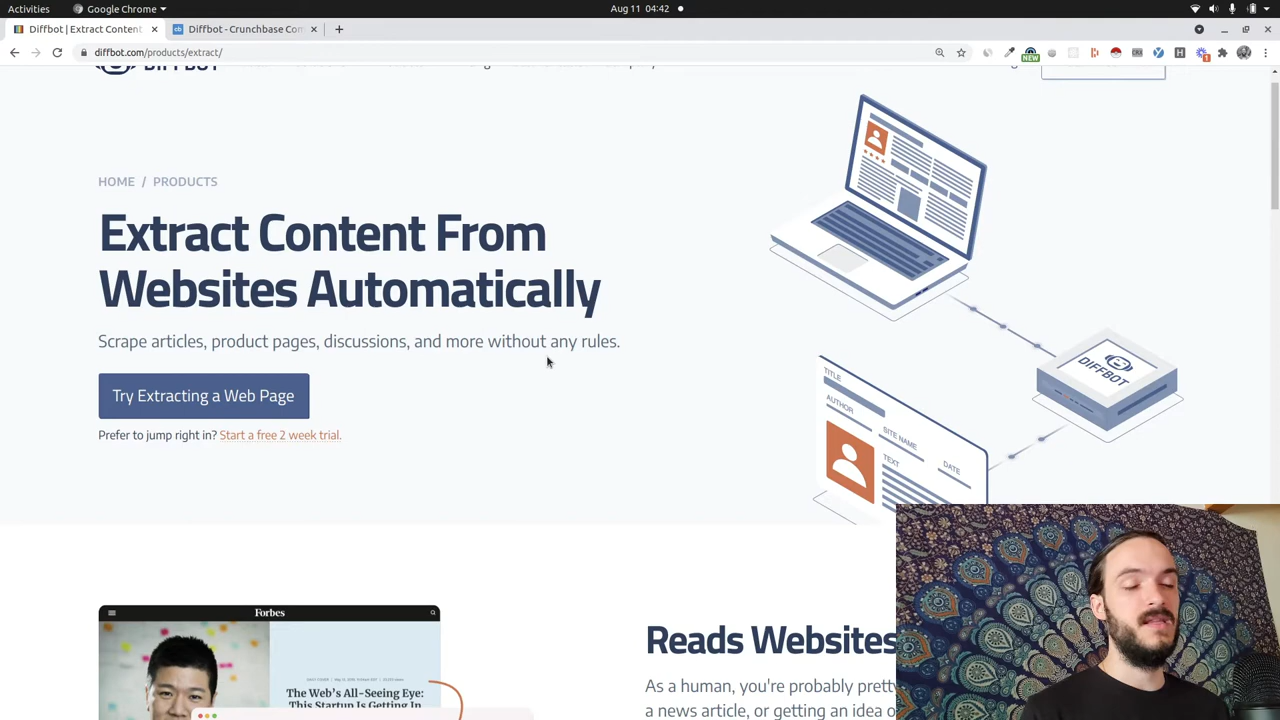 Activities
Google Chrome
Aug 11 04:42
Diffbot | Extract Content
Diffbot - Crunchbase Com
diffbot.com/products/extract/
NEW
1
DIFFBOT
HOME / PRODUCTS
Extract Content From
Websites Automatically
Scrape articles, product pages, discussions, and more without any rules.
Try Extracting a Web Page
Prefer to jump right in? Start a free 2 week trial.
DIFFBOT
TITLE
AUTHOR
SITE NAME
DATE
TEXT
Forbes
The Web's All-Seeing Eye:
This Startup Is Getting In
Reads Websites
As a human, you're probably prett
a news article, or getting an idea o